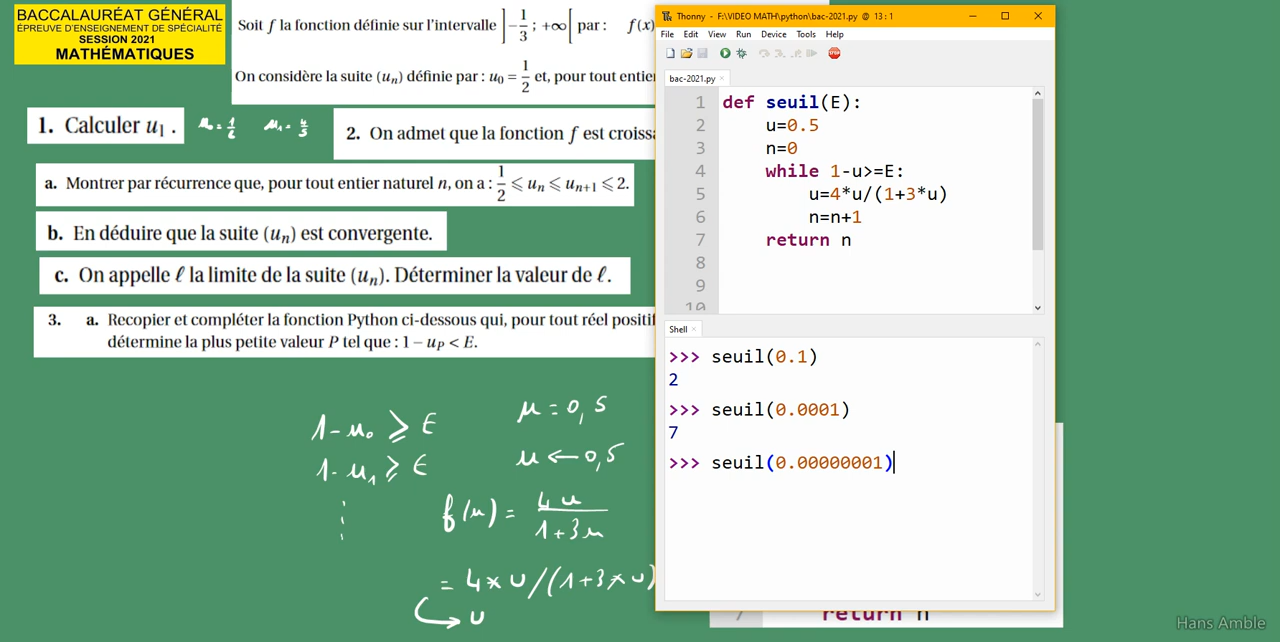 BACCALAURÉAT GÉNÉRAL
ÉPREUVE D'ENSEIGNEMENT DE SPÉCIALITÉ
SESSION 2021
MATHÉMATIQUES
Soit f la fonction définie sur l'intervalle ]−1/3 ; +∞[ par : f(x)
On considère la suite (uₙ) définie par : u₀ = 1/2 et, pour tout entier
1. Calculer u₁ .
u₀ = 1/2 u₁ = 4/5
2. On admet que la fonction f est croissa
a. Montrer par récurrence que, pour tout entier naturel n, on a : 1/2 ⩽ uₙ ⩽ uₙ₊₁ ⩽ 2.
b. En déduire que la suite (uₙ) est convergente.
c. On appelle ℓ la limite de la suite (uₙ). Déterminer la valeur de ℓ.
3. a. Recopier et compléter la fonction Python ci-dessous qui, pour tout réel positif
détermine la plus petite valeur P tel que : 1 − u_P < E.
1 - u₀ ⩾ E
1 - u₁ ⩾ E
u = 0,5
u ← 0,5
f(u) = 4u / 1+3u
= 4 × u /(1+3×u)
u
Thonny - F:\VIDEO MATH\python\bac-2021.py @ 13 : 1
File Edit View Run Device Tools Help
bac-2021.py
1 def seuil(E):
2     u=0.5
3     n=0
4     while 1-u>=E:
5         u=4*u/(1+3*u)
6         n=n+1
7     return n
8
9
10
Shell
>>> seuil(0.1)
2
>>> seuil(0.0001)
7
>>> seuil(0.00000001)
7 return n
Hans Amble